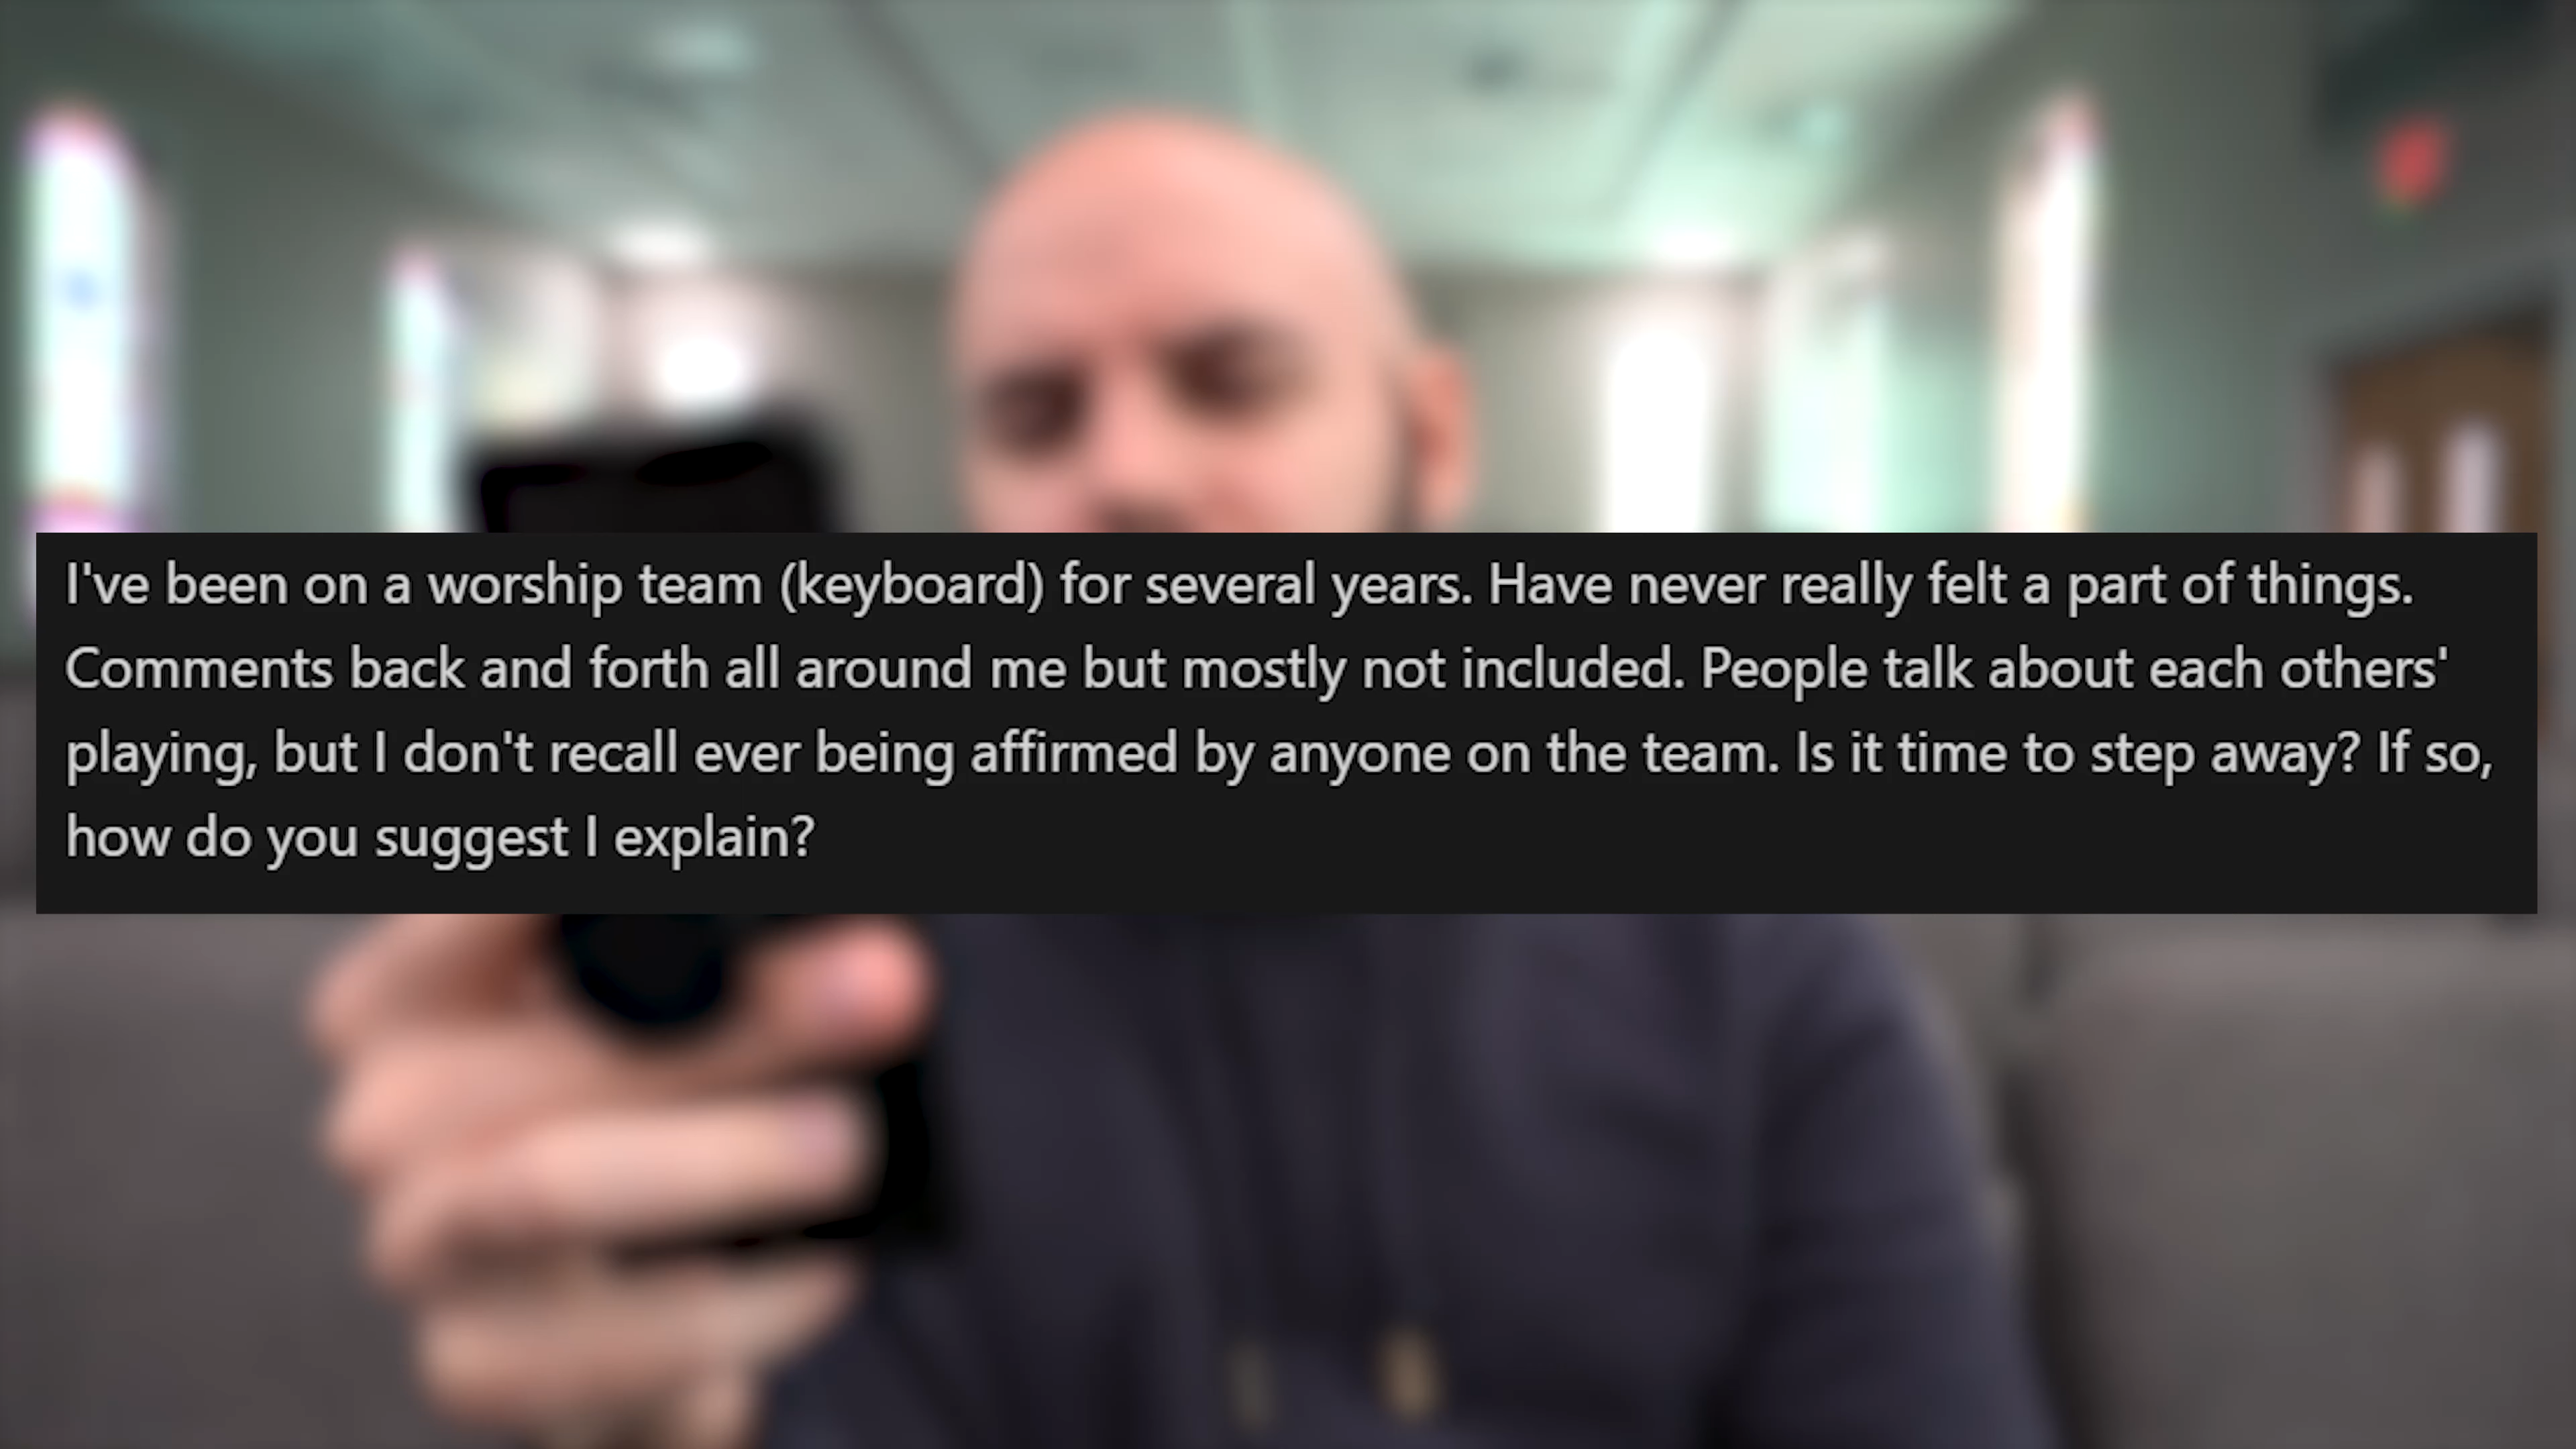 I've been on a worship team (keyboard) for several years. Have never really felt a part of things.
Comments back and forth all around me but mostly not included. People talk about each others'
playing, but I don't recall ever being affirmed by anyone on the team. Is it time to step away? If so,
how do you suggest I explain?